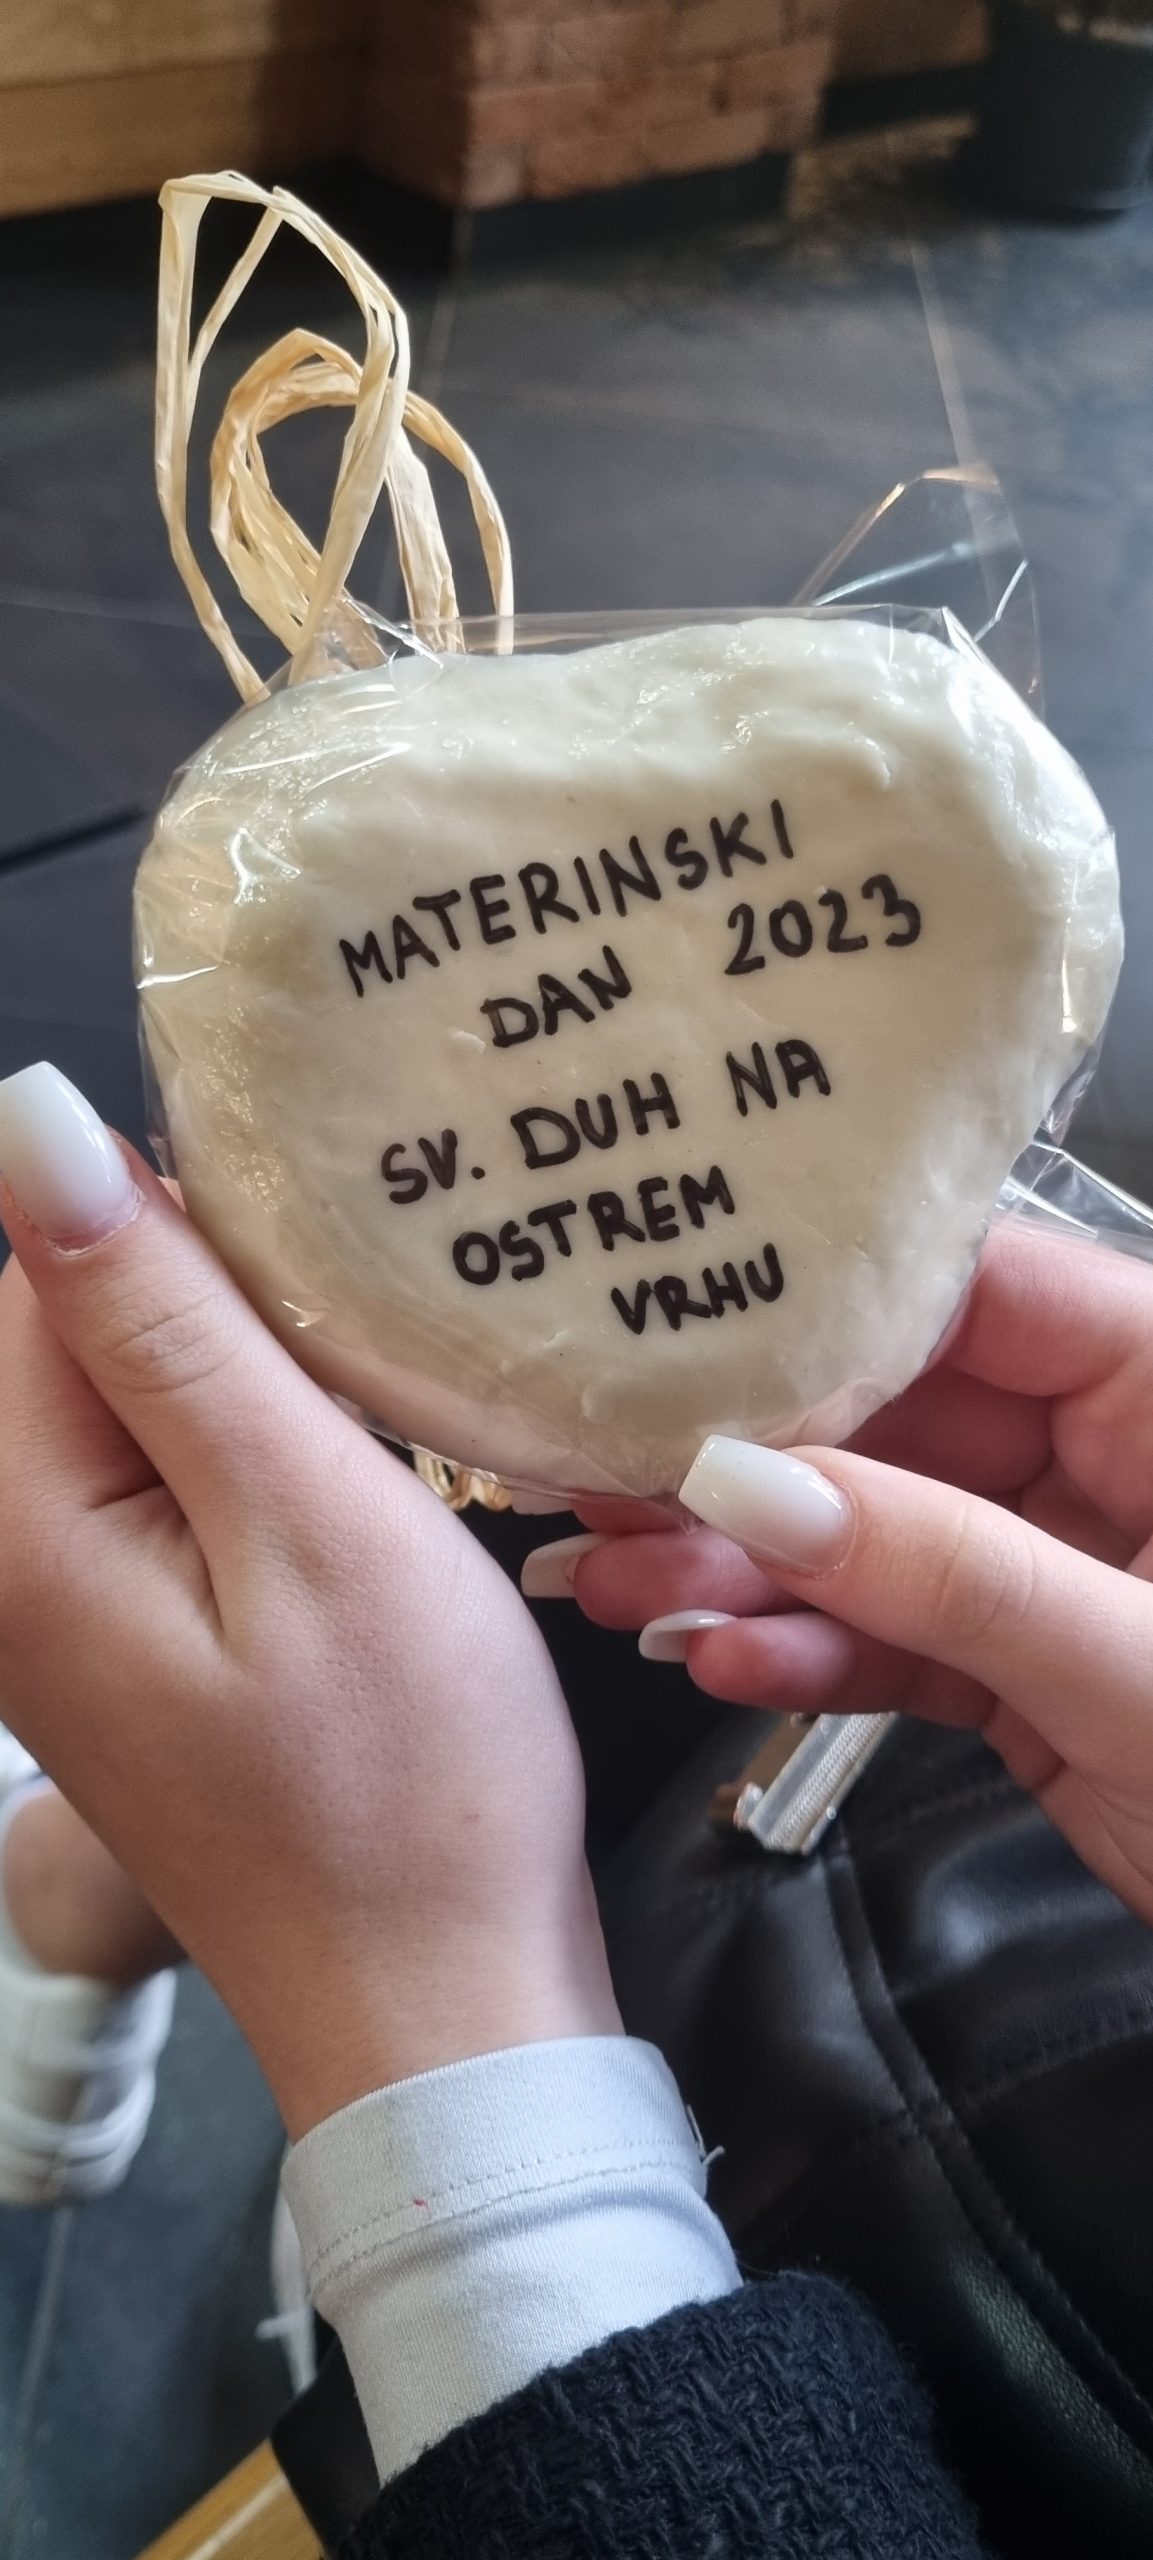 MATERINSKI
DAN 2023
SV. DUH NA
OSTREM
VRHU